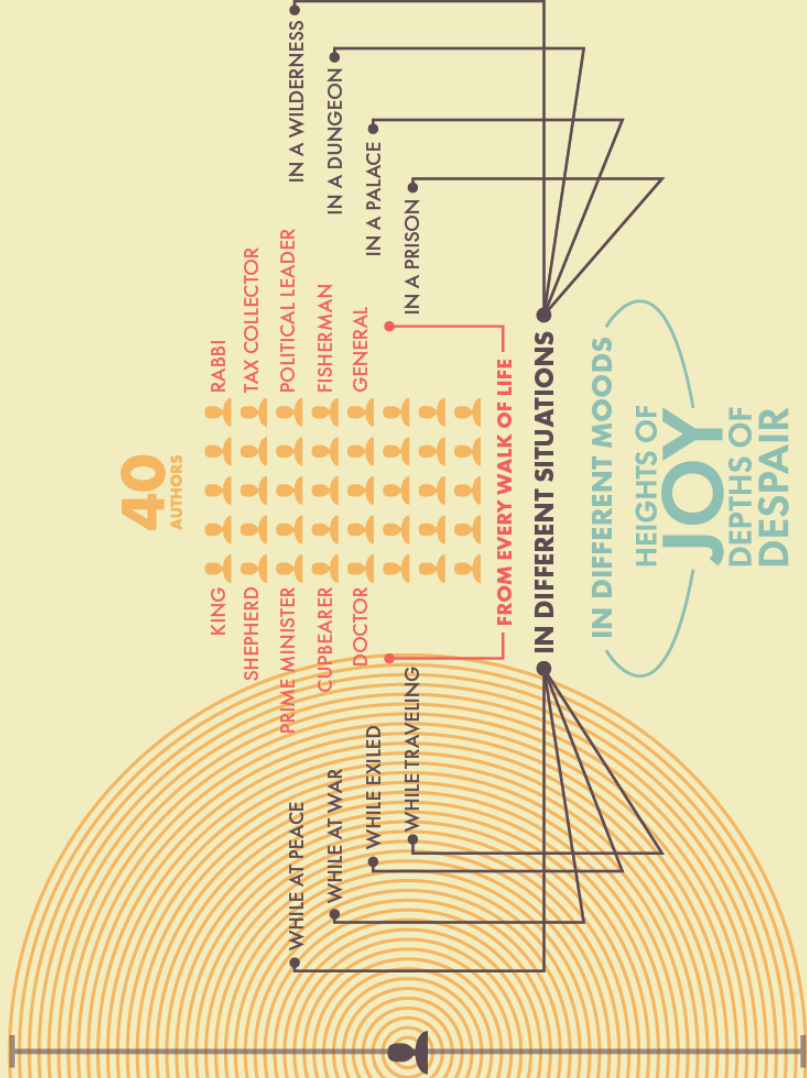 40
AUTHORS
KING
SHEPHERD
PRIME MINISTER
CUPBEARER
DOCTOR
RABBI
TAX COLLECTOR
POLITICAL LEADER
FISHERMAN
GENERAL
FROM EVERY WALK OF LIFE
WHILE AT PEACE
WHILE AT WAR
WHILE EXILED
WHILE TRAVELING
IN A WILDERNESS
IN A DUNGEON
IN A PALACE
IN A PRISON
IN DIFFERENT SITUATIONS
IN DIFFERENT MOODS
HEIGHTS OF
JOY
DEPTHS OF
DESPAIR